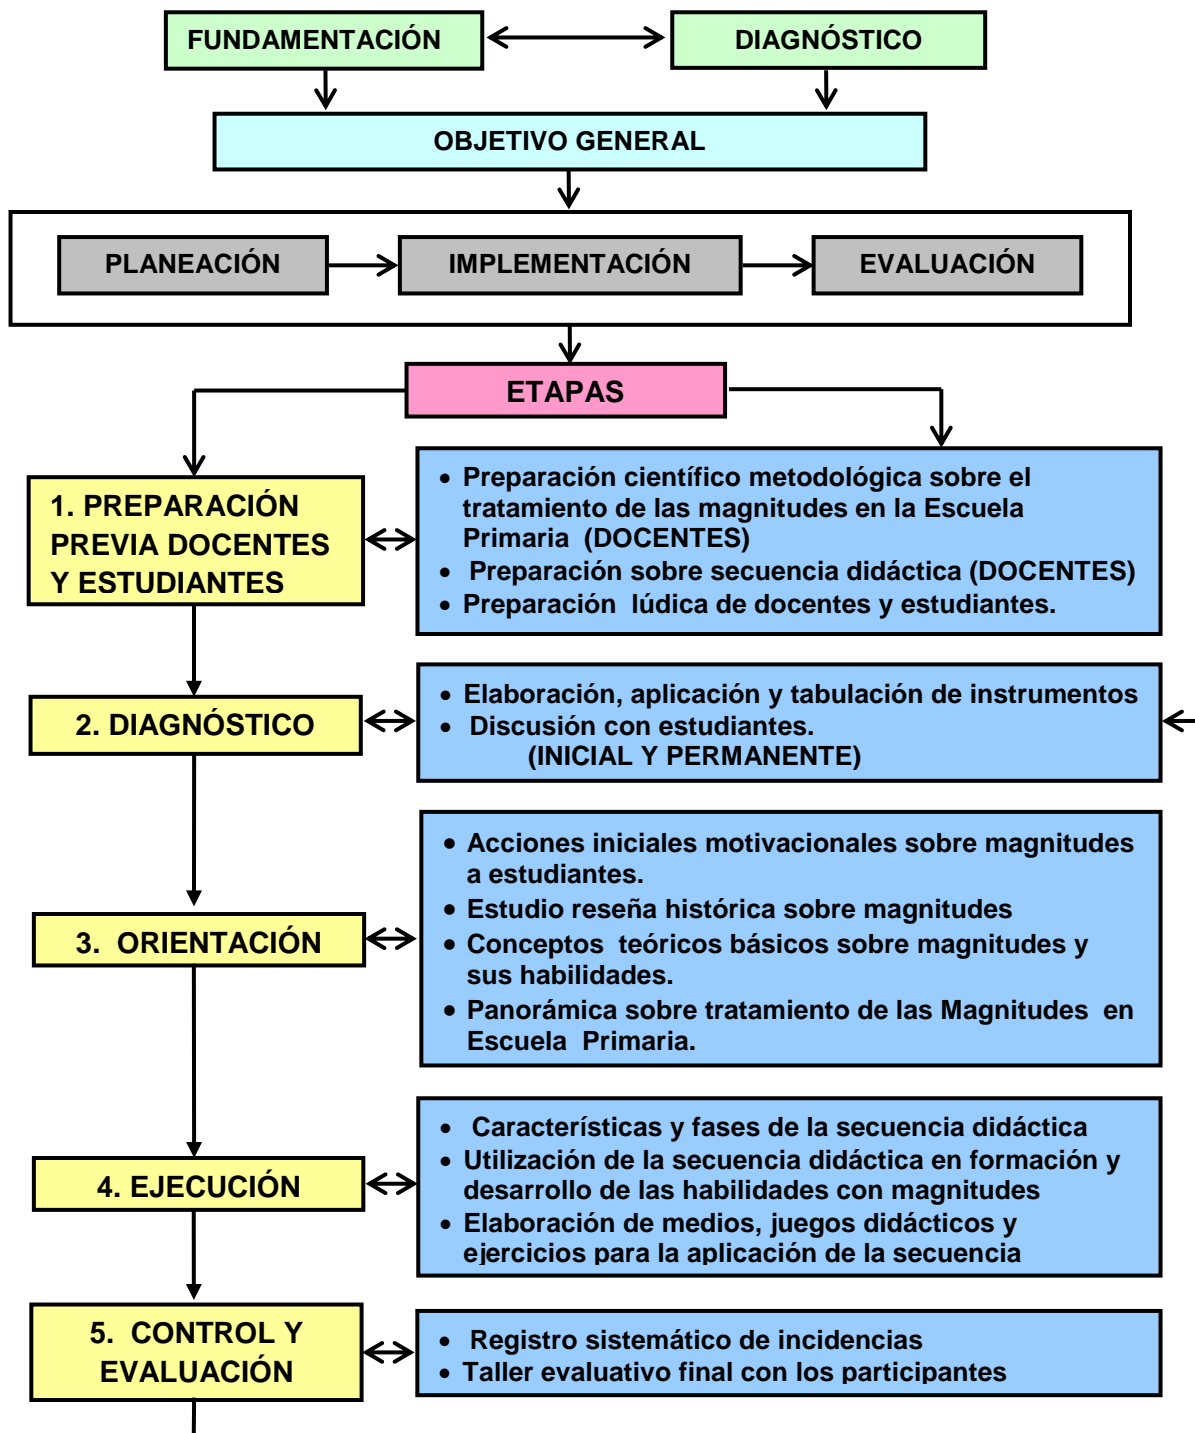 FUNDAMENTACIÓN
DIAGNÓSTICO
OBJETIVO GENERAL
PLANEACIÓN
IMPLEMENTACIÓN
EVALUACIÓN
ETAPAS
1. PREPARACIÓN
PREVIA DOCENTES
Y ESTUDIANTES
• Preparación científico metodológica sobre el
tratamiento de las magnitudes en la Escuela
Primaria (DOCENTES)
• Preparación sobre secuencia didáctica (DOCENTES)
• Preparación lúdica de docentes y estudiantes.
2. DIAGNÓSTICO
• Elaboración, aplicación y tabulación de instrumentos
• Discusión con estudiantes.
(INICIAL Y PERMANENTE)
3. ORIENTACIÓN
• Acciones iniciales motivacionales sobre magnitudes
a estudiantes.
• Estudio reseña histórica sobre magnitudes
• Conceptos teóricos básicos sobre magnitudes y
sus habilidades.
• Panorámica sobre tratamiento de las Magnitudes en
Escuela Primaria.
4. EJECUCIÓN
• Características y fases de la secuencia didáctica
• Utilización de la secuencia didáctica en formación y
desarrollo de las habilidades con magnitudes
• Elaboración de medios, juegos didácticos y
ejercicios para la aplicación de la secuencia
5. CONTROL Y
EVALUACIÓN
• Registro sistemático de incidencias
• Taller evaluativo final con los participantes